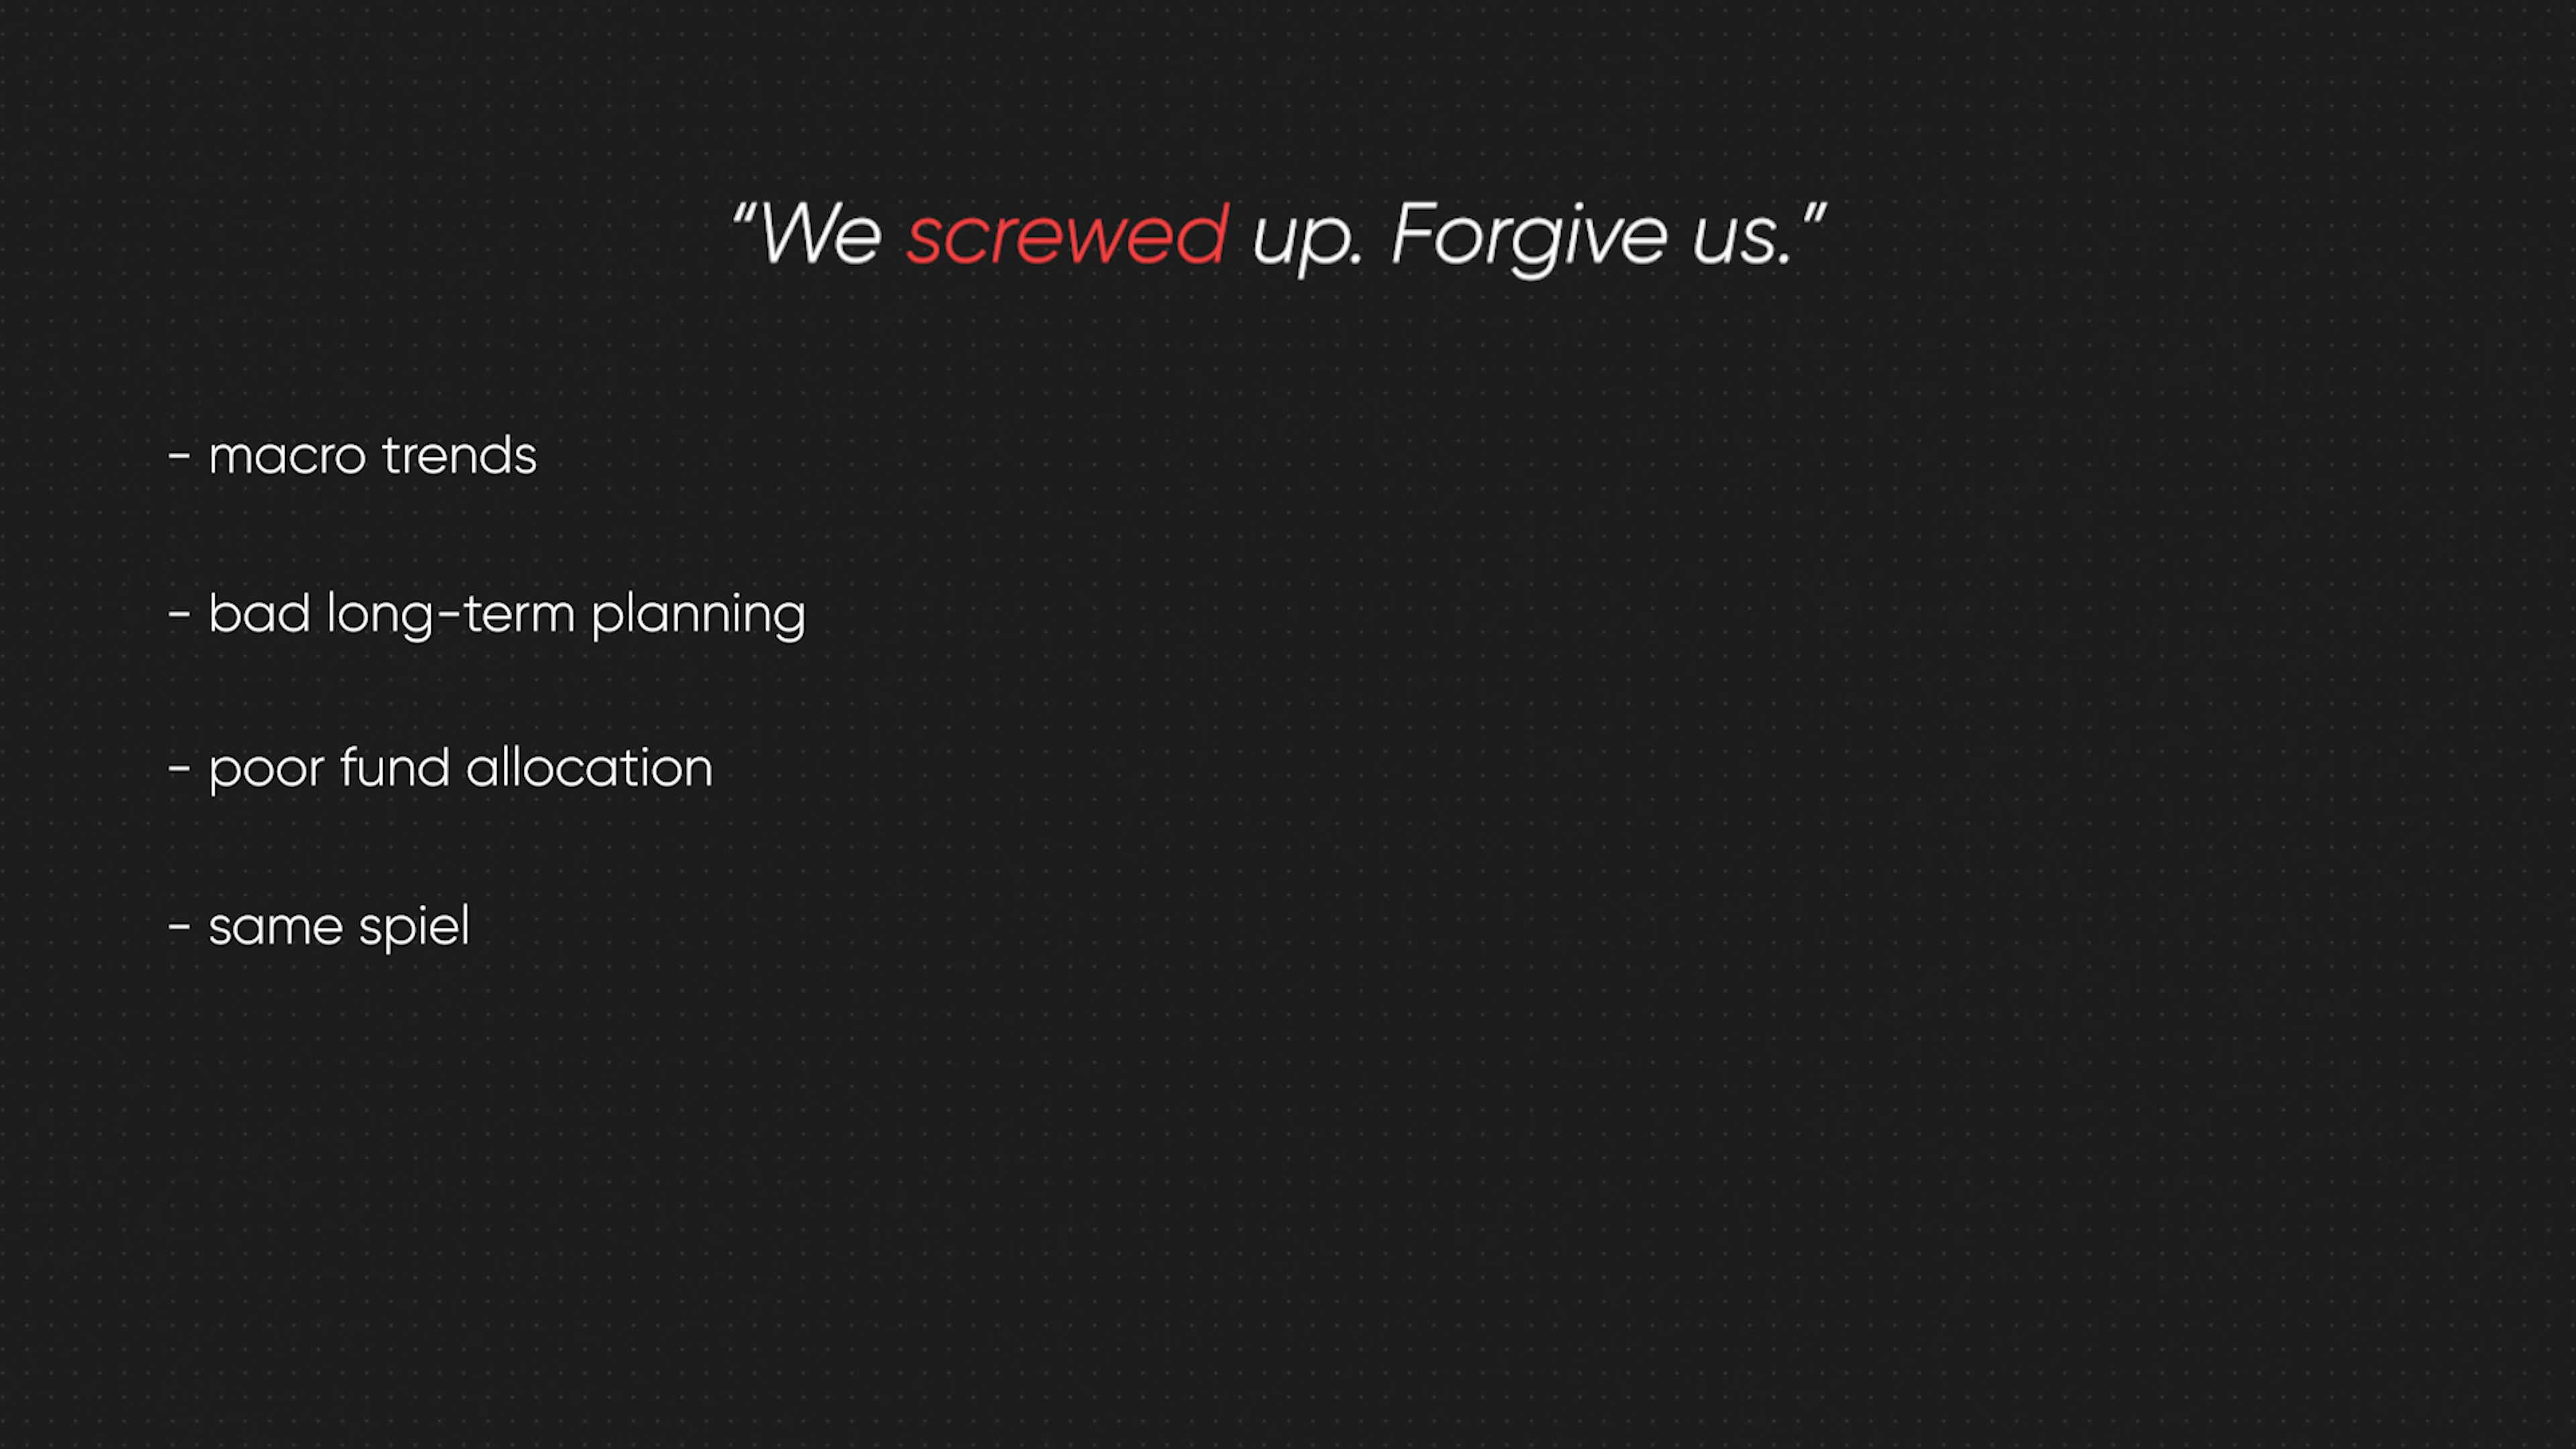 “We screwed up. Forgive us.”
- macro trends
- bad long-term planning
- poor fund allocation
- same spiel